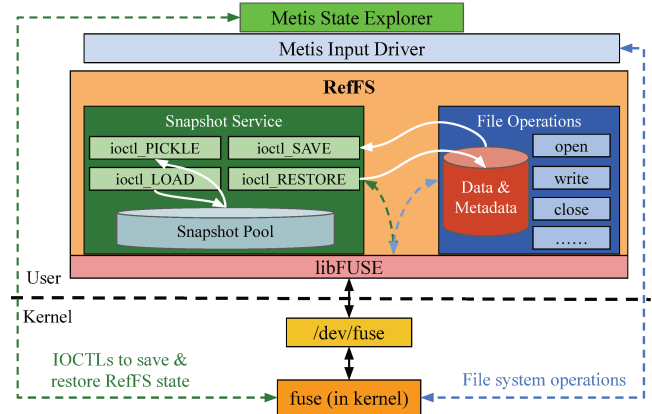 Metis State Explorer
Metis Input Driver
RefFS
Snapshot Service
File Operations
ioctl_PICKLE
ioctl_SAVE
open
ioctl_LOAD
ioctl_RESTORE
Data &
Metadata
write
close
Snapshot Pool
......
libFUSE
User
Kernel
/dev/fuse
IOCTLs to save &
restore RefFS state
File system operations
fuse (in kernel)